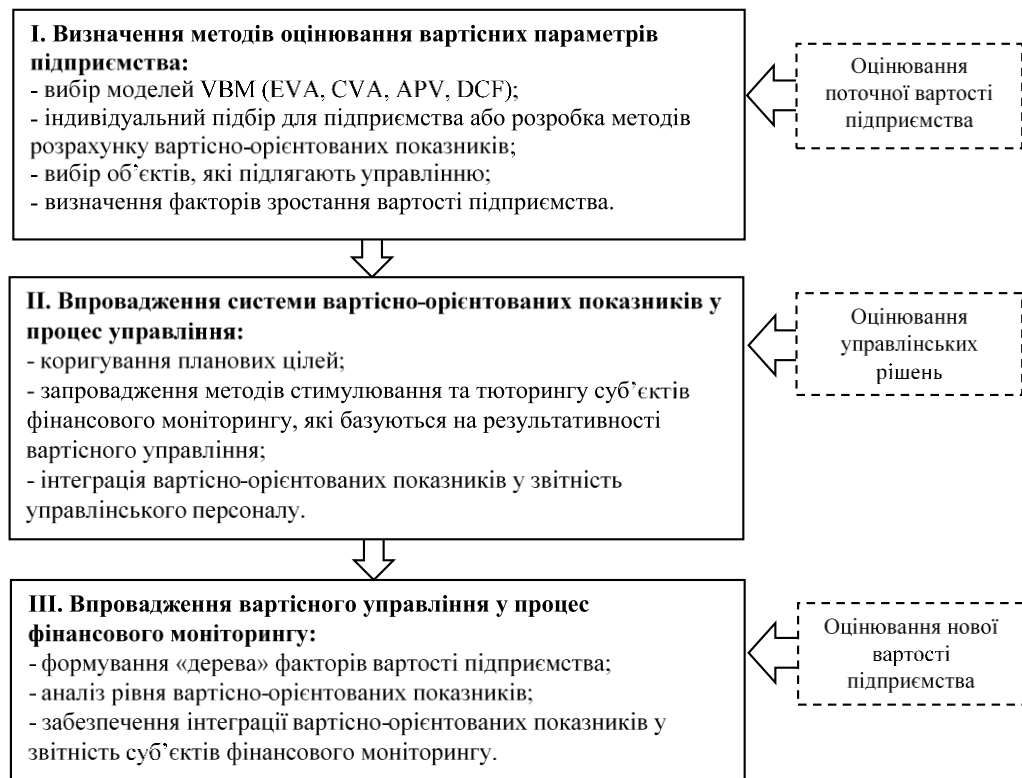 І. Визначення методів оцінювання вартісних параметрів
підприємства:
- вибір моделей VBM (EVA, CVA, APV, DCF);
- індивідуальний підбір для підприємства або розробка методів
розрахунку вартісно-орієнтованих показників;
- вибір об’єктів, які підлягають управлінню;
- визначення факторів зростання вартості підприємства.
Оцінювання
поточної вартості
підприємства
ІІ. Впровадження системи вартісно-орієнтованих показників у
процес управління:
- коригування планових цілей;
- запровадження методів стимулювання та тюторингу суб’єктів
фінансового моніторингу, які базуються на результативності
вартісного управління;
- інтеграція вартісно-орієнтованих показників у звітність
управлінського персоналу.
Оцінювання
управлінських
рішень
ІІІ. Впровадження вартісного управління у процес
фінансового моніторингу:
- формування «дерева» факторів вартості підприємства;
- аналіз рівня вартісно-орієнтованих показників;
- забезпечення інтеграції вартісно-орієнтованих показників у
звітність суб’єктів фінансового моніторингу.
Оцінювання нової
вартості
підприємства